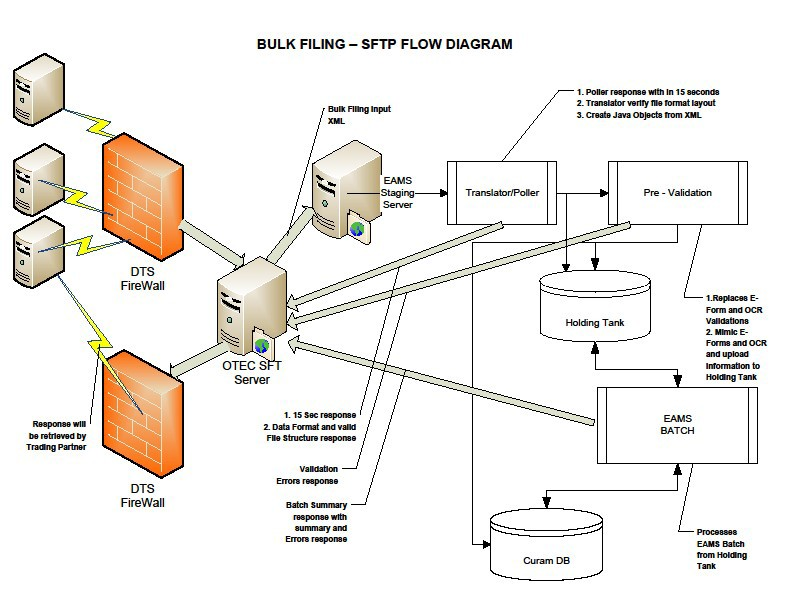 BULK FILING – SFTP FLOW DIAGRAM
1. Poller response with in 15 seconds
2. Translator verify file format layout
3. Create Java Objects from XML
Bulk Filing Input
XML
EAMS
Staging
Server
Translator/Poller
Pre - Validation
DTS
FireWall
1.Replaces E-
Form and OCR
Validations
2. Mimic E-
Forms and OCR
and upload
Information to
Holding Tank
Holding Tank
OTEC SFT
Server
EAMS
BATCH
Response will
be retrieved by
Trading Partner
1. 15 Sec response
2. Data Format and valid
File Structure response
Validation
Errors response
DTS
FireWall
Batch Summary
response with
summary and
Errors response
Processes
EAMS Batch
from Holding
Tank
Curam DB